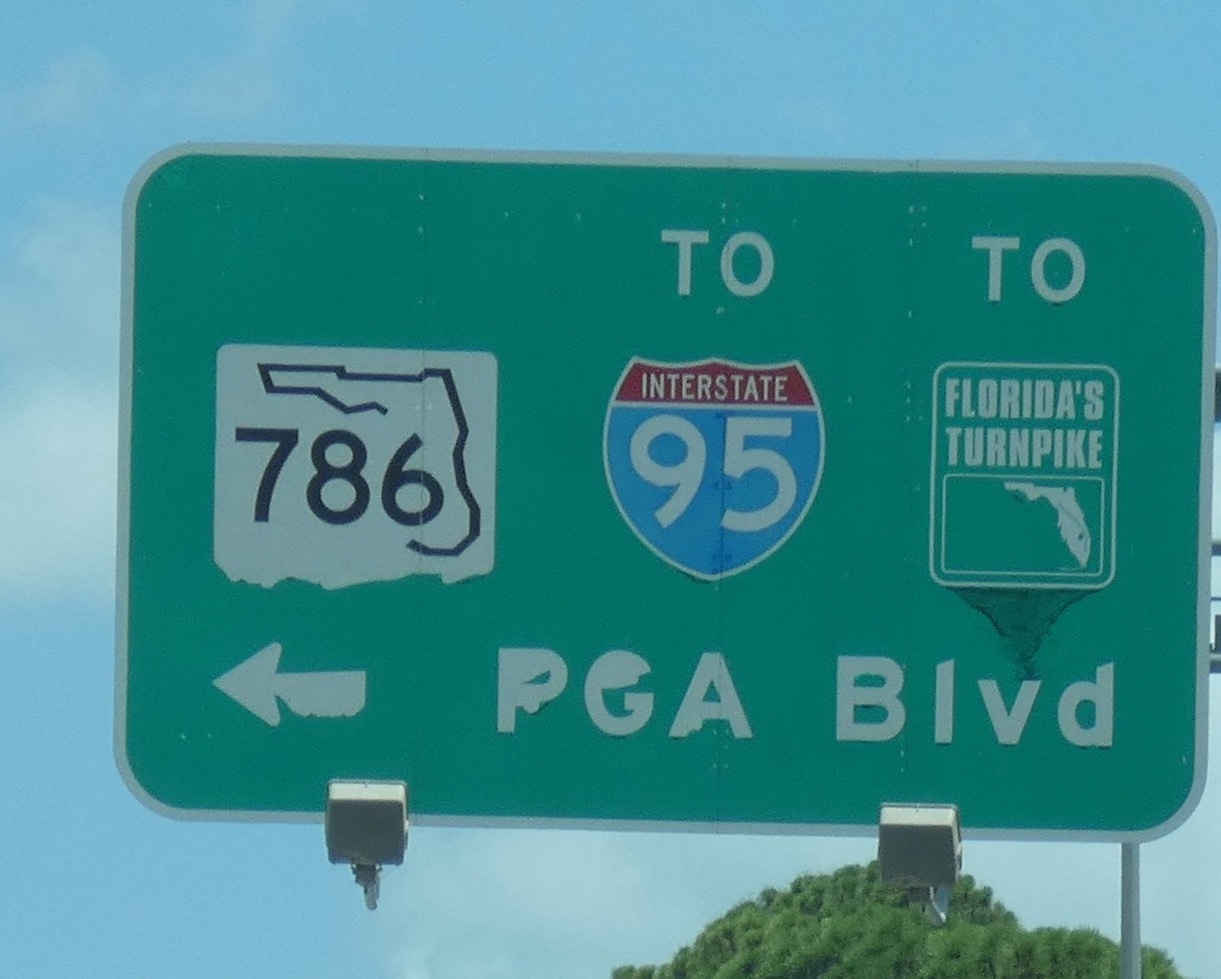 TO TO
786
INTERSTATE
95
FLORIDA'S
TURNPIKE
PGA Blvd